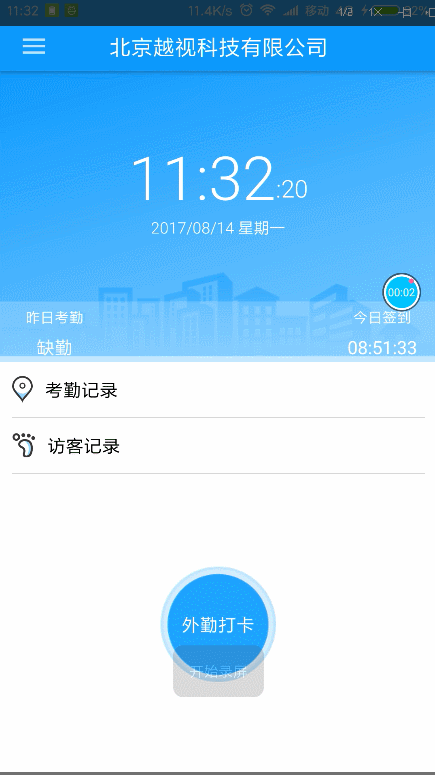 11:32 11.4K/s 移动
1/2
北京越视科技有限公司
11:32:20
2017/08/14 星期一
00:02
昨日考勤 今日签到
缺勤 08:51:33
考勤记录
访客记录
外勤打卡
开始录屏